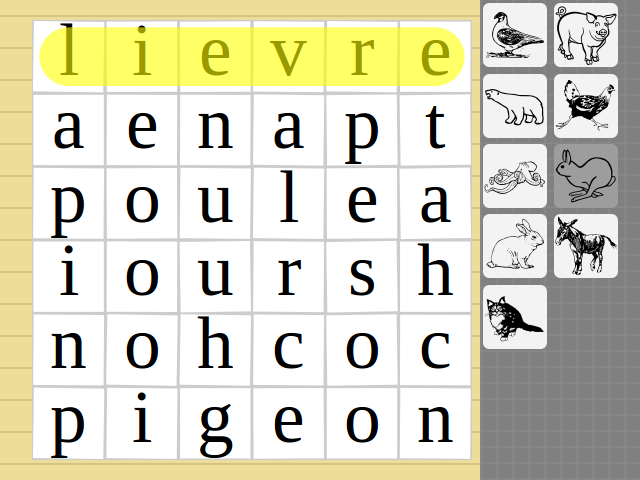 l i e v r e
a e n a p t
p o u l e a
i o u r s h
n o h c o c
p i g e o n